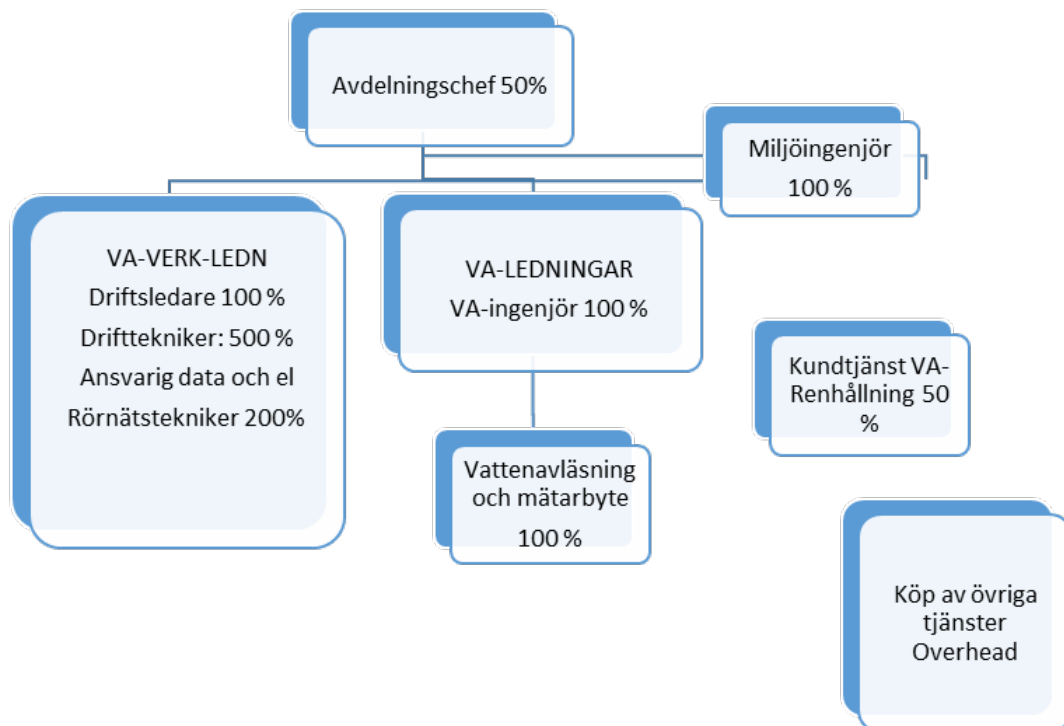 Avdelningschef 50%
Miljöingenjör
100 %
VA-VERK-LEDN
Driftsledare 100 %
Drifttekniker: 500 %
Ansvarig data och el
Rörnätstekniker 200%
VA-LEDNINGAR
VA-ingenjör 100 %
Vattenavläsning
och mätarbyte
100 %
Kundtjänst VA-
Renhållning 50
%
Köp av övriga
tjänster
Overhead